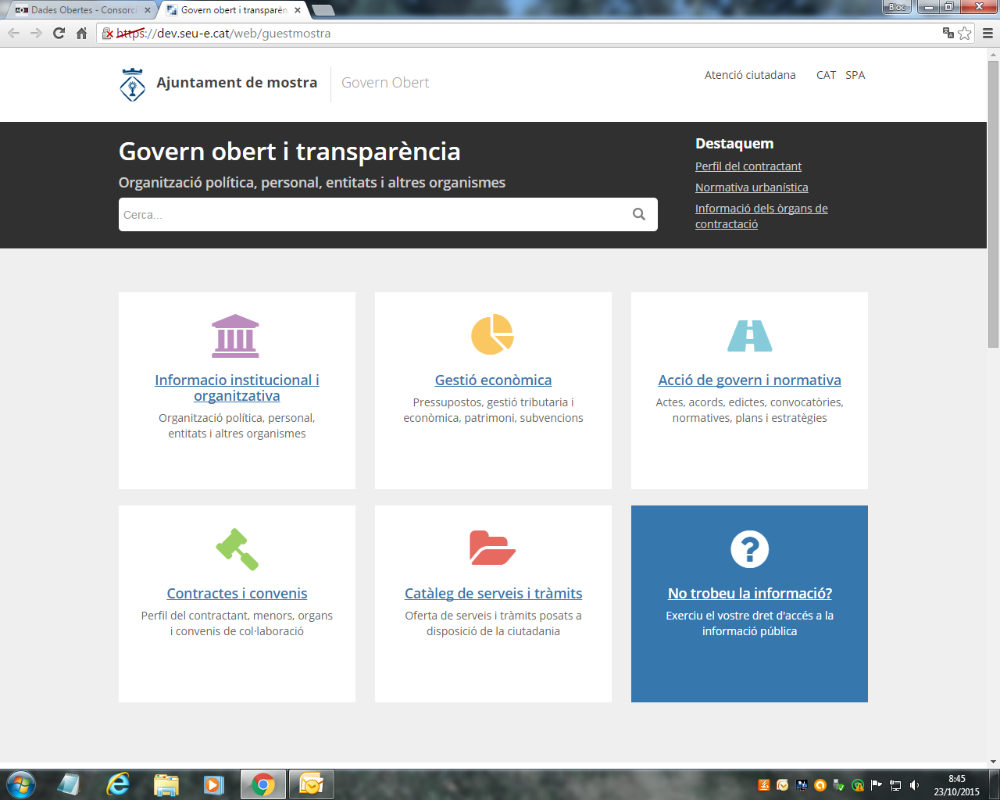 Dades Obertes - Consorci
Govern obert i transparèn
Bloc
https://dev.seu-e.cat/web/guestmostra
Ajuntament de mostra
Govern Obert
Atenció ciutadana
CAT
SPA
Govern obert i transparència
Organització política, personal, entitats i altres organismes
Cerca...
Destaquem
Perfil del contractant
Normativa urbanística
Informació dels òrgans de
contractació
Informacio institucional i
organitzativa
Organització política, personal,
entitats i altres organismes
Gestió econòmica
Pressupostos, gestió tributaria i
econòmica, patrimoni, subvencions
Acció de govern i normativa
Actes, acords, edictes, convocatòries,
normatives, plans i estratègies
Contractes i convenis
Perfil del contractant, menors, organs
i convenis de col·laboració
Catàleg de serveis i tràmits
Oferta de serveis i tràmits posats a
disposició de la ciutadania
No trobeu la informació?
Exerciu el vostre dret d'accés a la
informació pública
8:45
23/10/2015